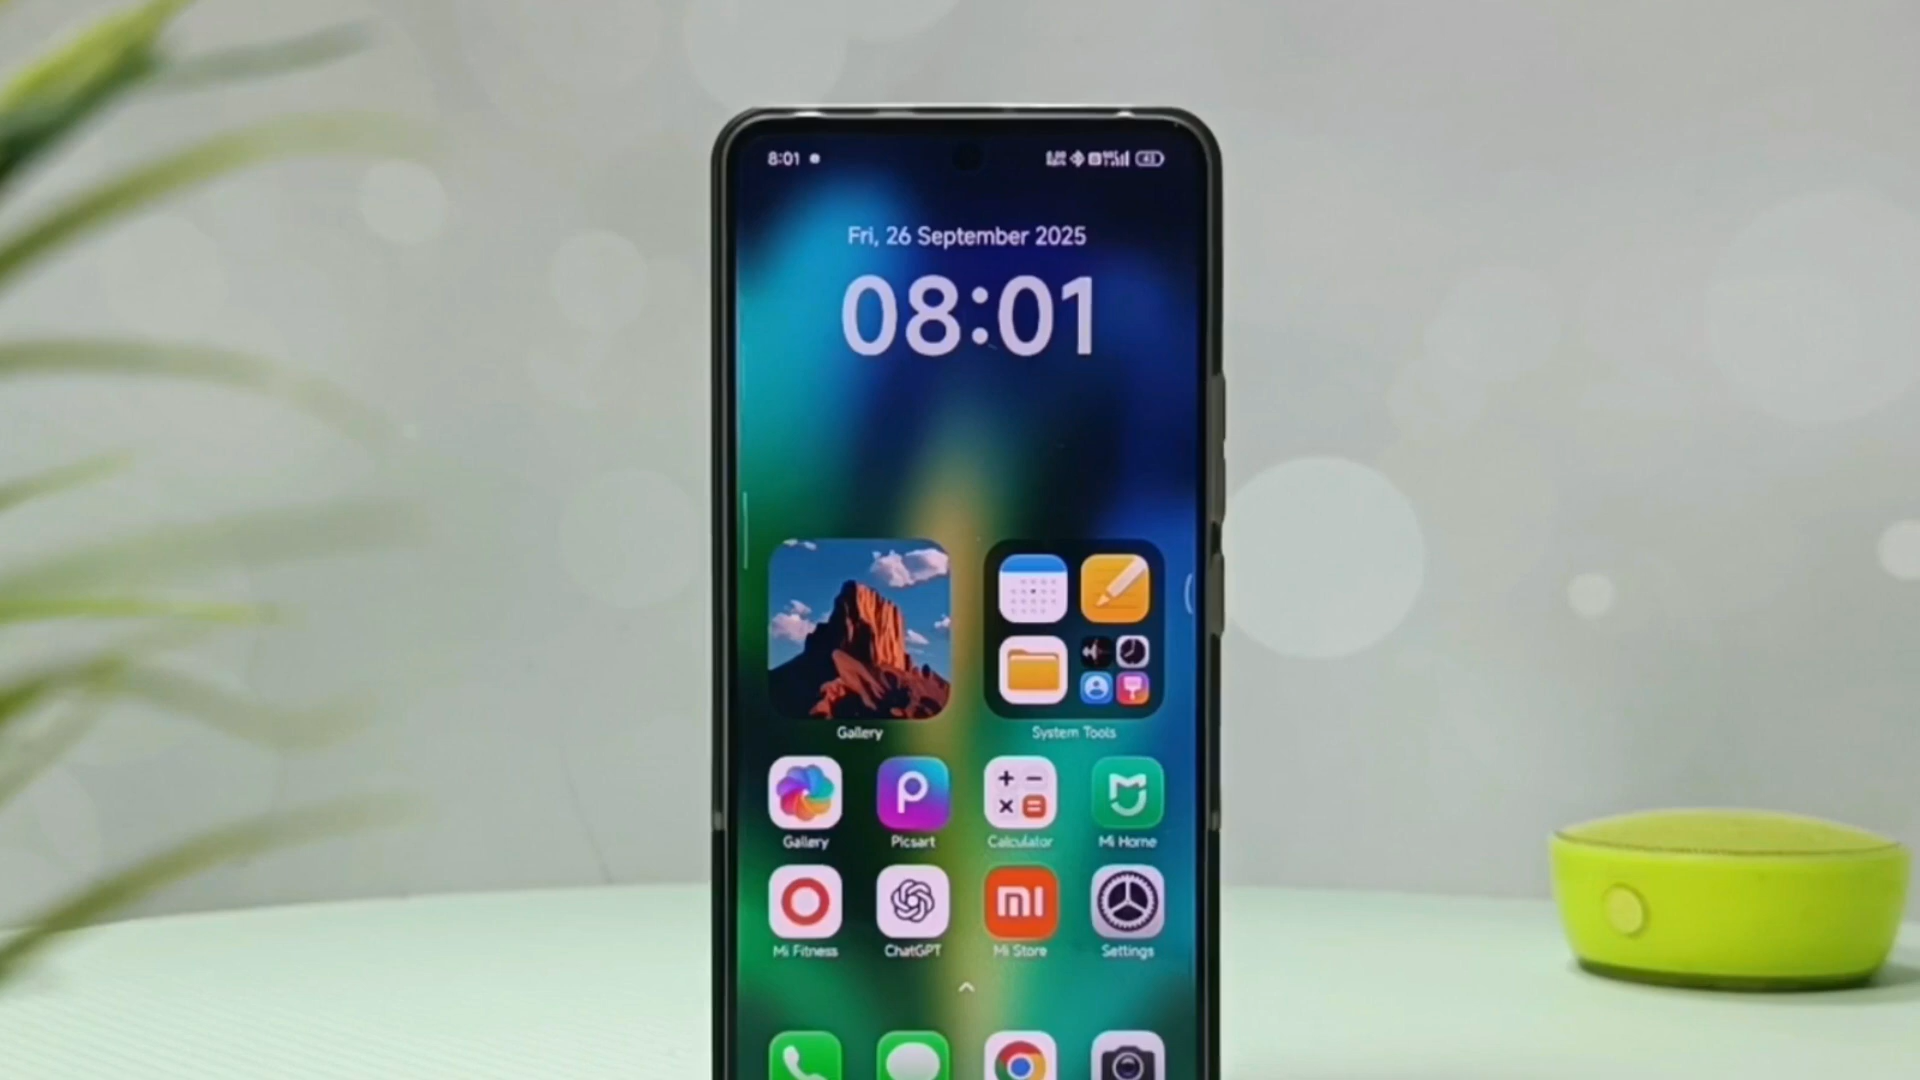 8:01
43
Fri, 26 September 2025
08:01
Gallery
System Tools
Gallery
Picsart
Calculator
Mi Home
Mi Fitness
ChatGPT
Mi Store
Settings